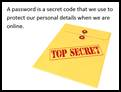 A password is a secret code that we use to
protect our personal details when we are
online.
TOP SECRET